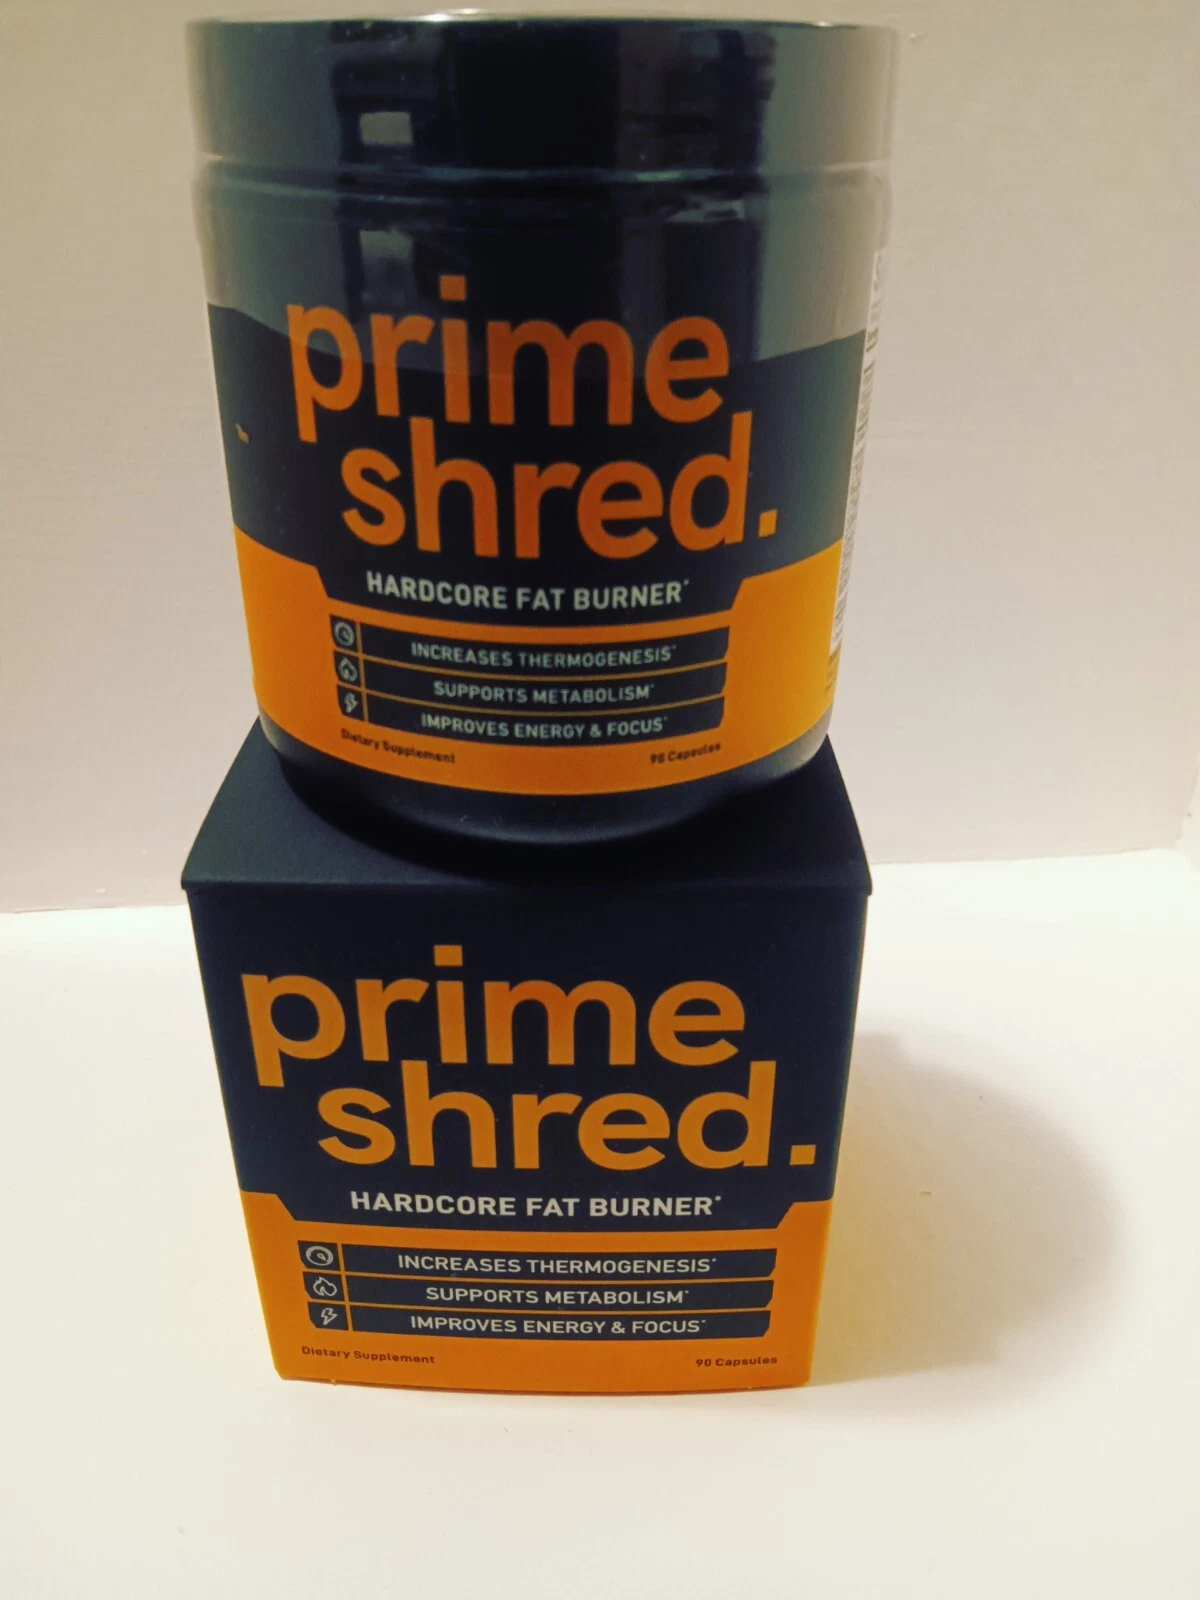 prime
shred.
HARDCORE FAT BURNER*
INCREASES THERMOGENESIS*
SUPPORTS METABOLISM*
IMPROVES ENERGY & FOCUS*
Dietary Supplement
90 Capsules
prime
shred.
HARDCORE FAT BURNER*
INCREASES THERMOGENESIS*
SUPPORTS METABOLISM*
IMPROVES ENERGY & FOCUS*
Dietary Supplement
90 Capsules